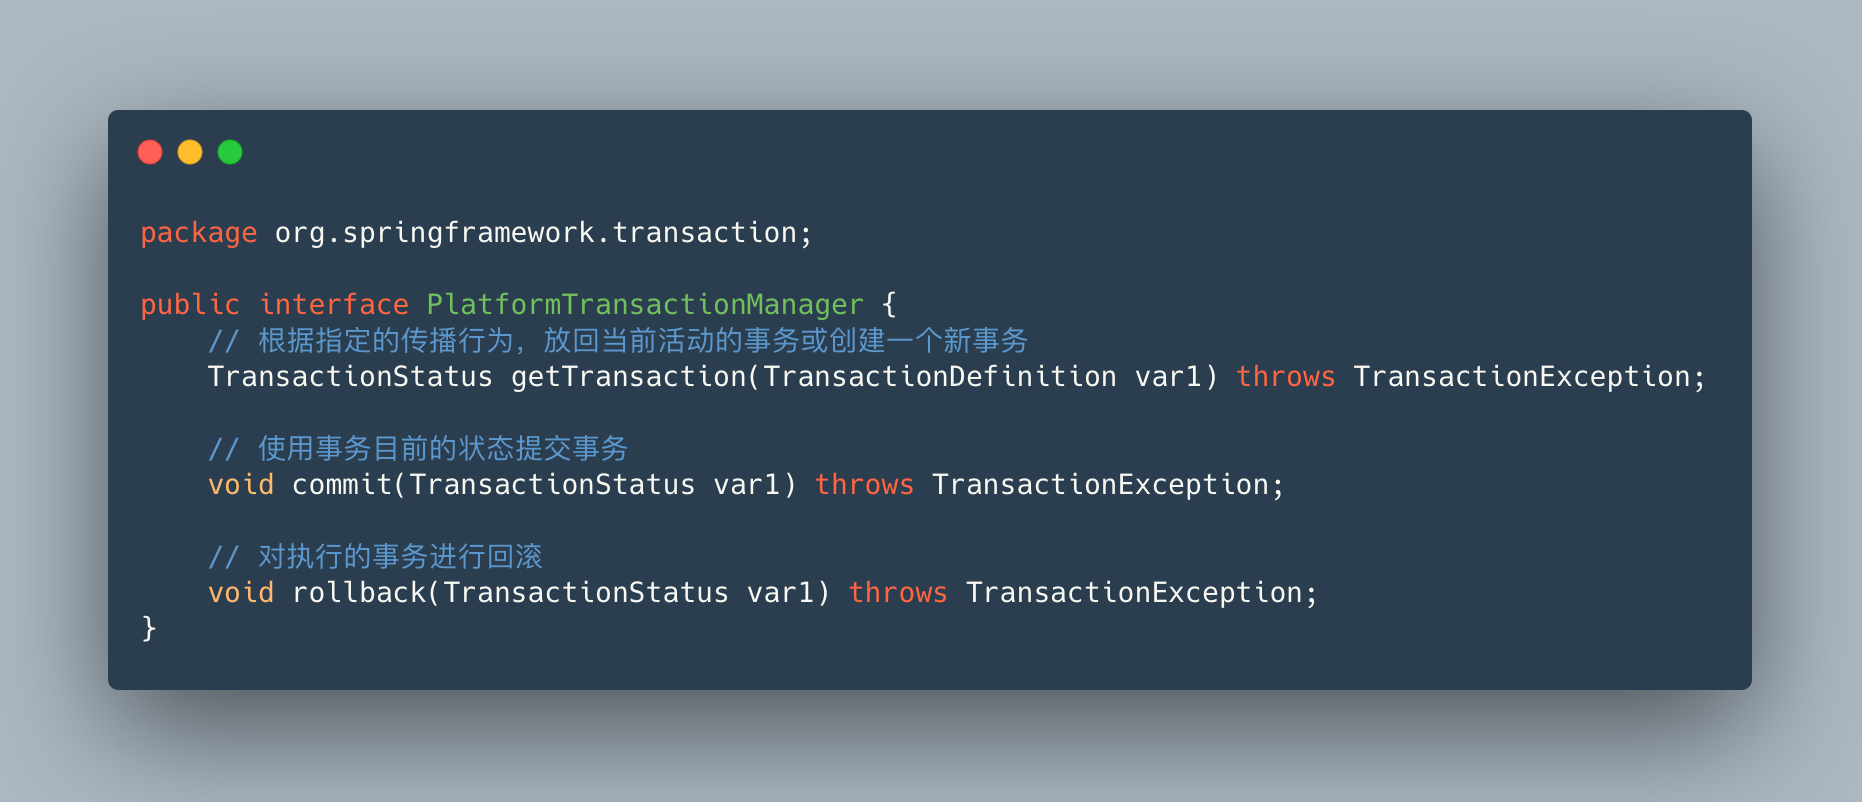 package org.springframework.transaction;
public interface PlatformTransactionManager {
// 根据指定的传播行为，放回当前活动的事务或创建一个新事务
TransactionStatus getTransaction(TransactionDefinition var1) throws TransactionException;
// 使用事务目前的状态提交事务
void commit(TransactionStatus var1) throws TransactionException;
// 对执行的事务进行回滚
void rollback(TransactionStatus var1) throws TransactionException;
}